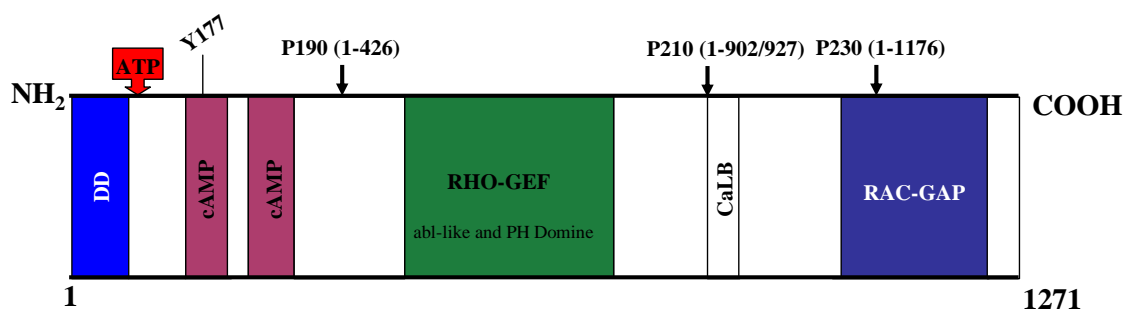 Y177
P190 (1-426)
P210 (1-902/927)
P230 (1-1176)
ATP
NH2
COOH
DD
cAMP
cAMP
RHO-GEF
abl-like and PH Domine
CaLB
RAC-GAP
1
1271